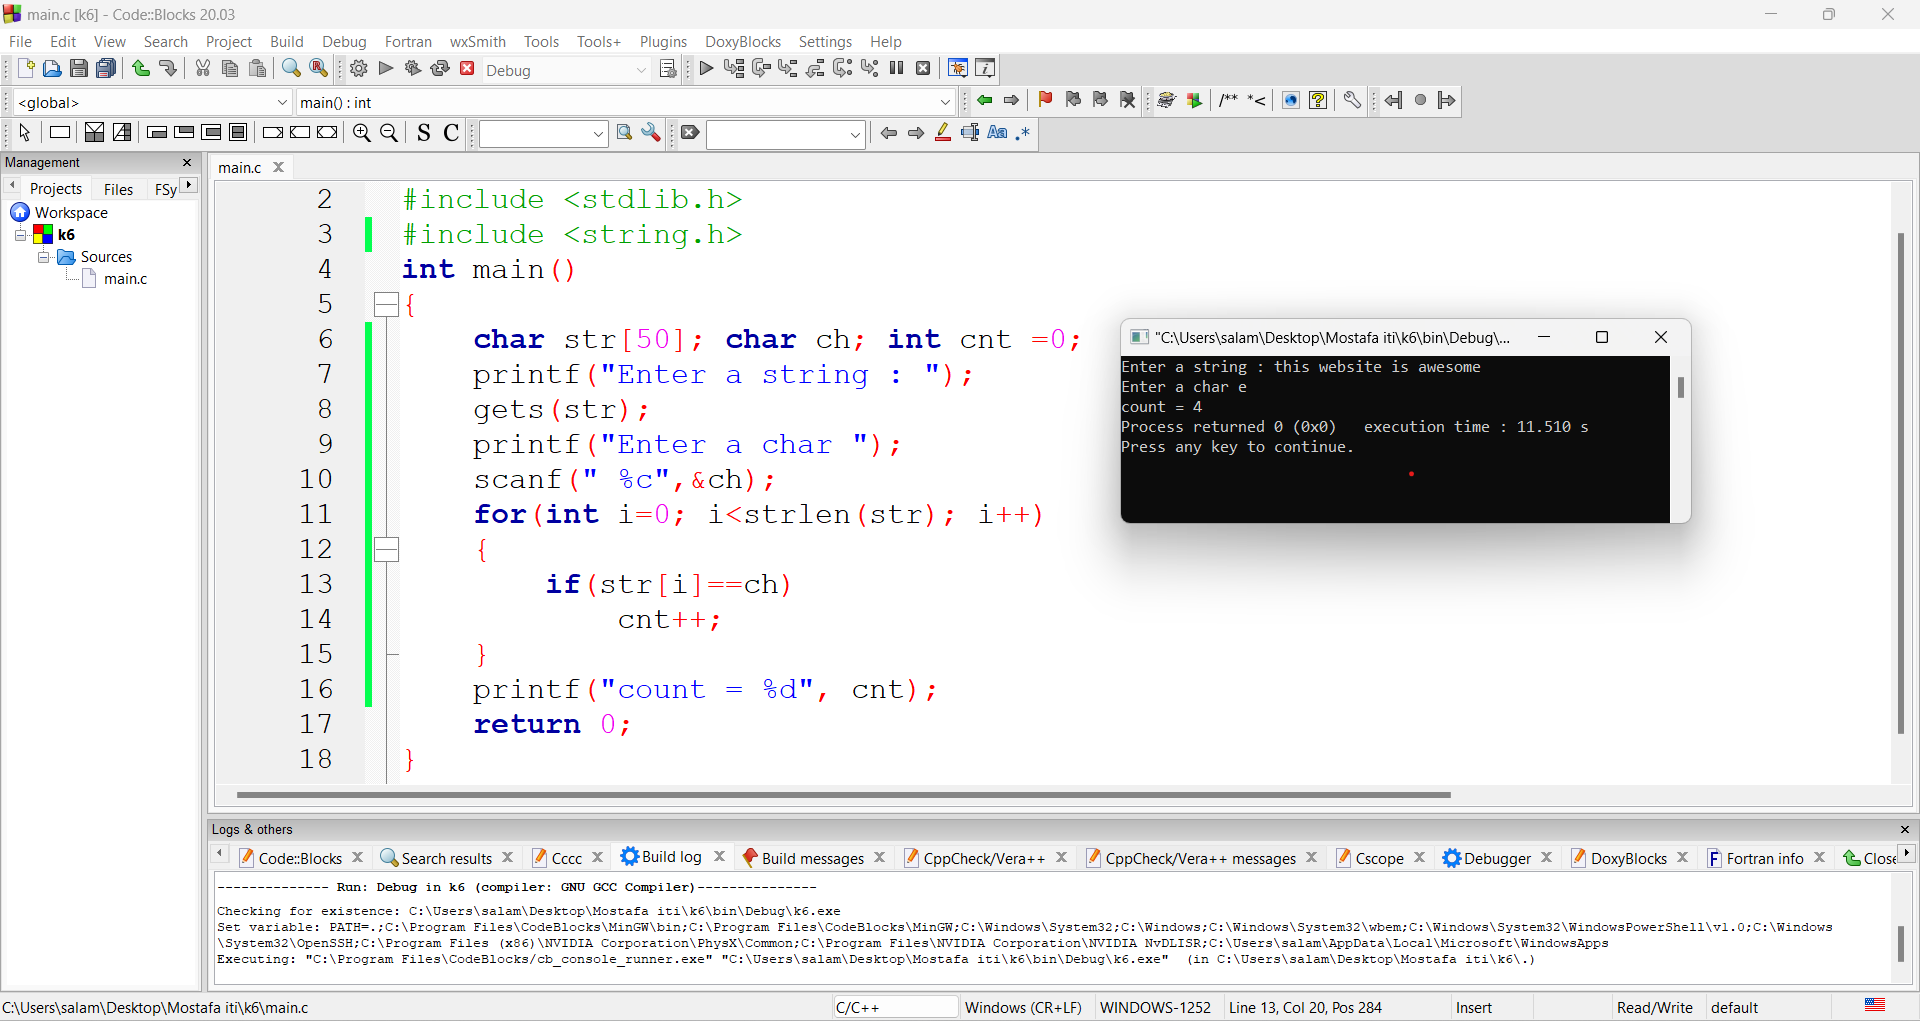 main.c [k6] - Code::Blocks 20.03
File Edit View Search Project Build Debug Fortran wxSmith Tools Tools+ Plugins DoxyBlocks Settings Help
Debug
<global> main() : int
/** *<
S C Aa .*
Management
Projects Files FSy
Workspace
k6
Sources
main.c
main.c
2 #include <stdlib.h>
3 #include <string.h>
4 int main()
5 {
6 char str[50]; char ch; int cnt =0;
7 printf("Enter a string : ");
8 gets(str);
9 printf("Enter a char ");
10 scanf(" %c",&ch);
11 for(int i=0; i<strlen(str); i++)
12 {
13 if(str[i]==ch)
14 cnt++;
15 }
16 printf("count = %d", cnt);
17 return 0;
18 }
"C:\Users\salam\Desktop\Mostafa iti\k6\bin\Debug\...
Enter a string : this website is awesome
Enter a char e
count = 4
Process returned 0 (0x0)   execution time : 11.510 s
Press any key to continue.
Logs & others
Code::Blocks Search results Cccc Build log Build messages CppCheck/Vera++ CppCheck/Vera++ messages Cscope Debugger DoxyBlocks Fortran info Close
-------------- Run: Debug in k6 (compiler: GNU GCC Compiler)---------------
Checking for existence: C:\Users\salam\Desktop\Mostafa iti\k6\bin\Debug\k6.exe
Set variable: PATH=.;C:\Program Files\CodeBlocks\MinGW\bin;C:\Program Files\CodeBlocks\MinGW;C:\Windows\System32;C:\Windows;C:\Windows\System32\wbem;C:\Windows\System32\WindowsPowerShell\v1.0;C:\Windows
\System32\OpenSSH;C:\Program Files (x86)\NVIDIA Corporation\PhysX\Common;C:\Program Files\NVIDIA Corporation\NVIDIA NvDLISR;C:\Users\salam\AppData\Local\Microsoft\WindowsApps
Executing: "C:\Program Files\CodeBlocks/cb_console_runner.exe" "C:\Users\salam\Desktop\Mostafa iti\k6\bin\Debug\k6.exe"  (in C:\Users\salam\Desktop\Mostafa iti\k6\.)
C:\Users\salam\Desktop\Mostafa iti\k6\main.c C/C++ Windows (CR+LF) WINDOWS-1252 Line 13, Col 20, Pos 284 Insert Read/Write default